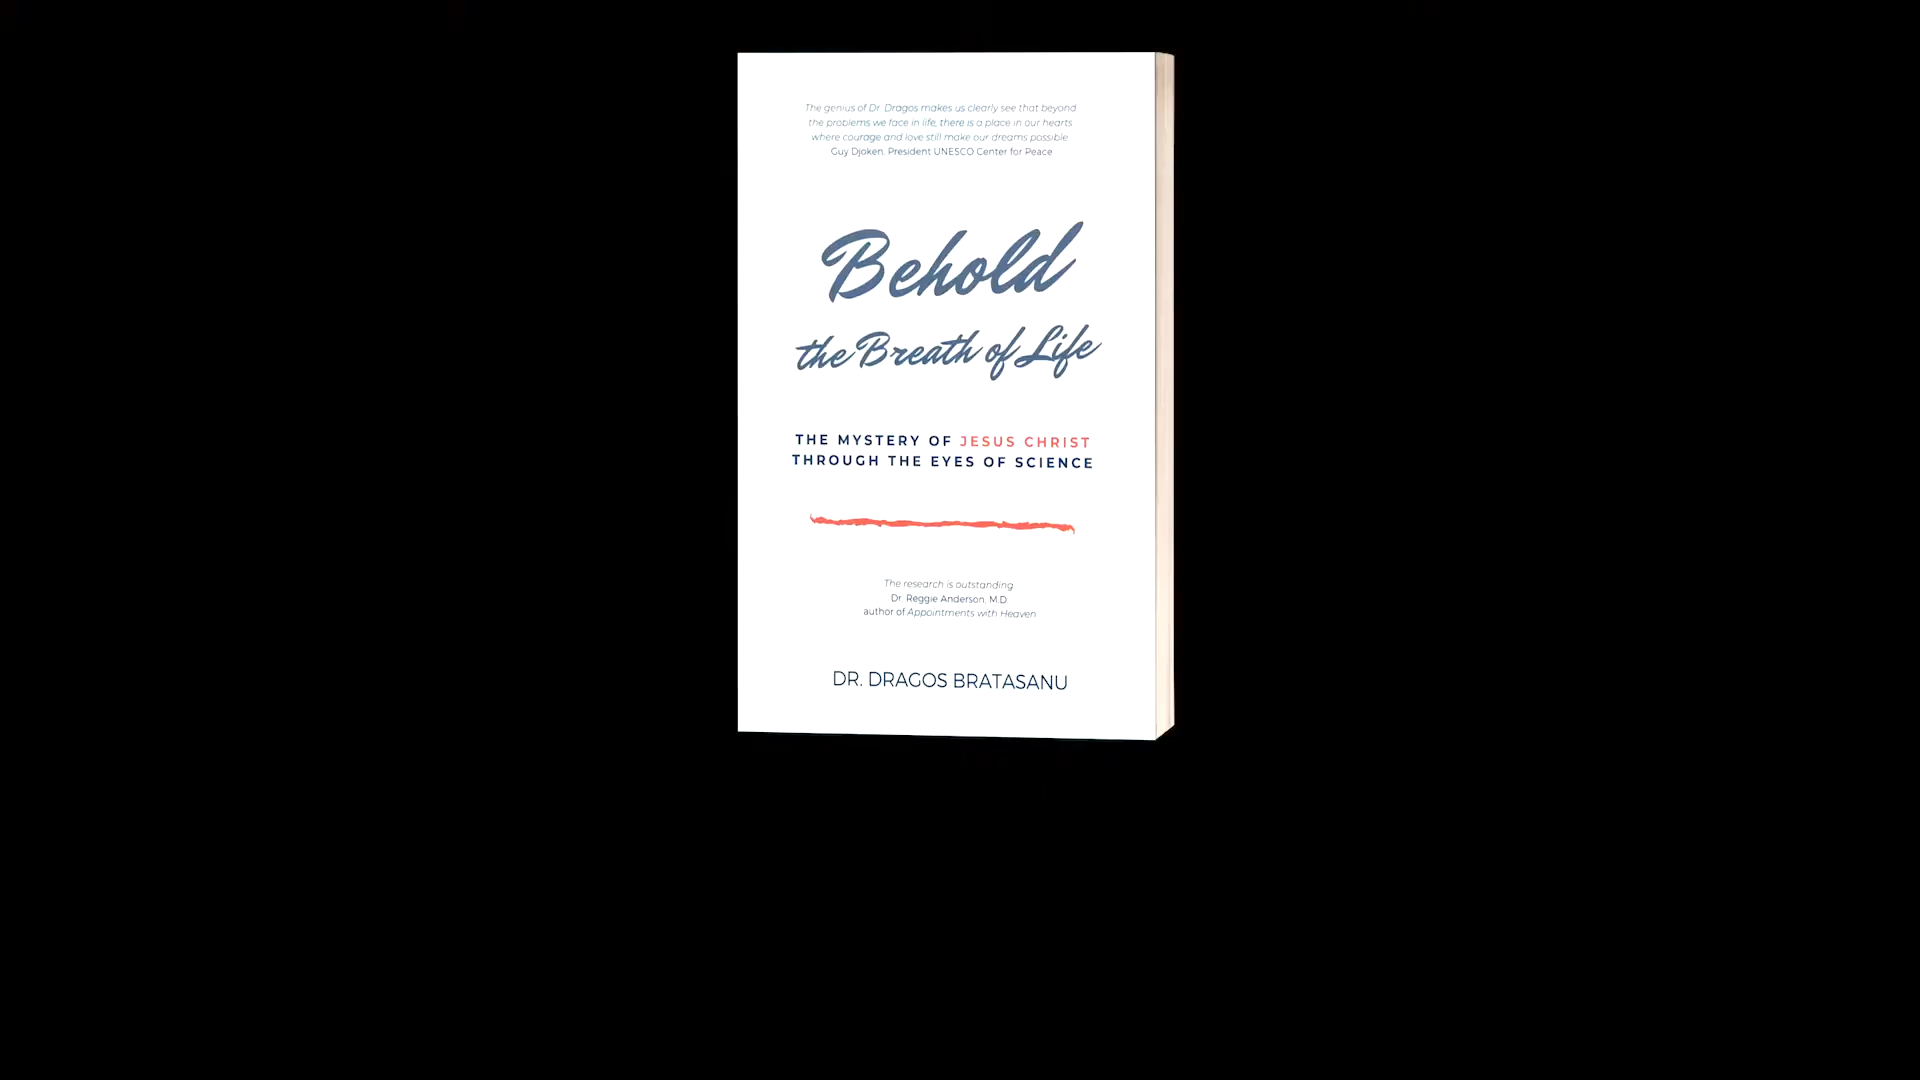 The genius of Dr. Dragos makes us clearly see that beyond
the problems we face in life, there is a place in our hearts
where courage and love still make our dreams possible
Guy Djoken, President UNESCO Center for Peace
Behold
the Breath of Life
THE MYSTERY OF JESUS CHRIST
THROUGH THE EYES OF SCIENCE
The research is outstanding
Dr. Reggie Anderson, M.D.
author of Appointments with Heaven
DR. DRAGOS BRATASANU